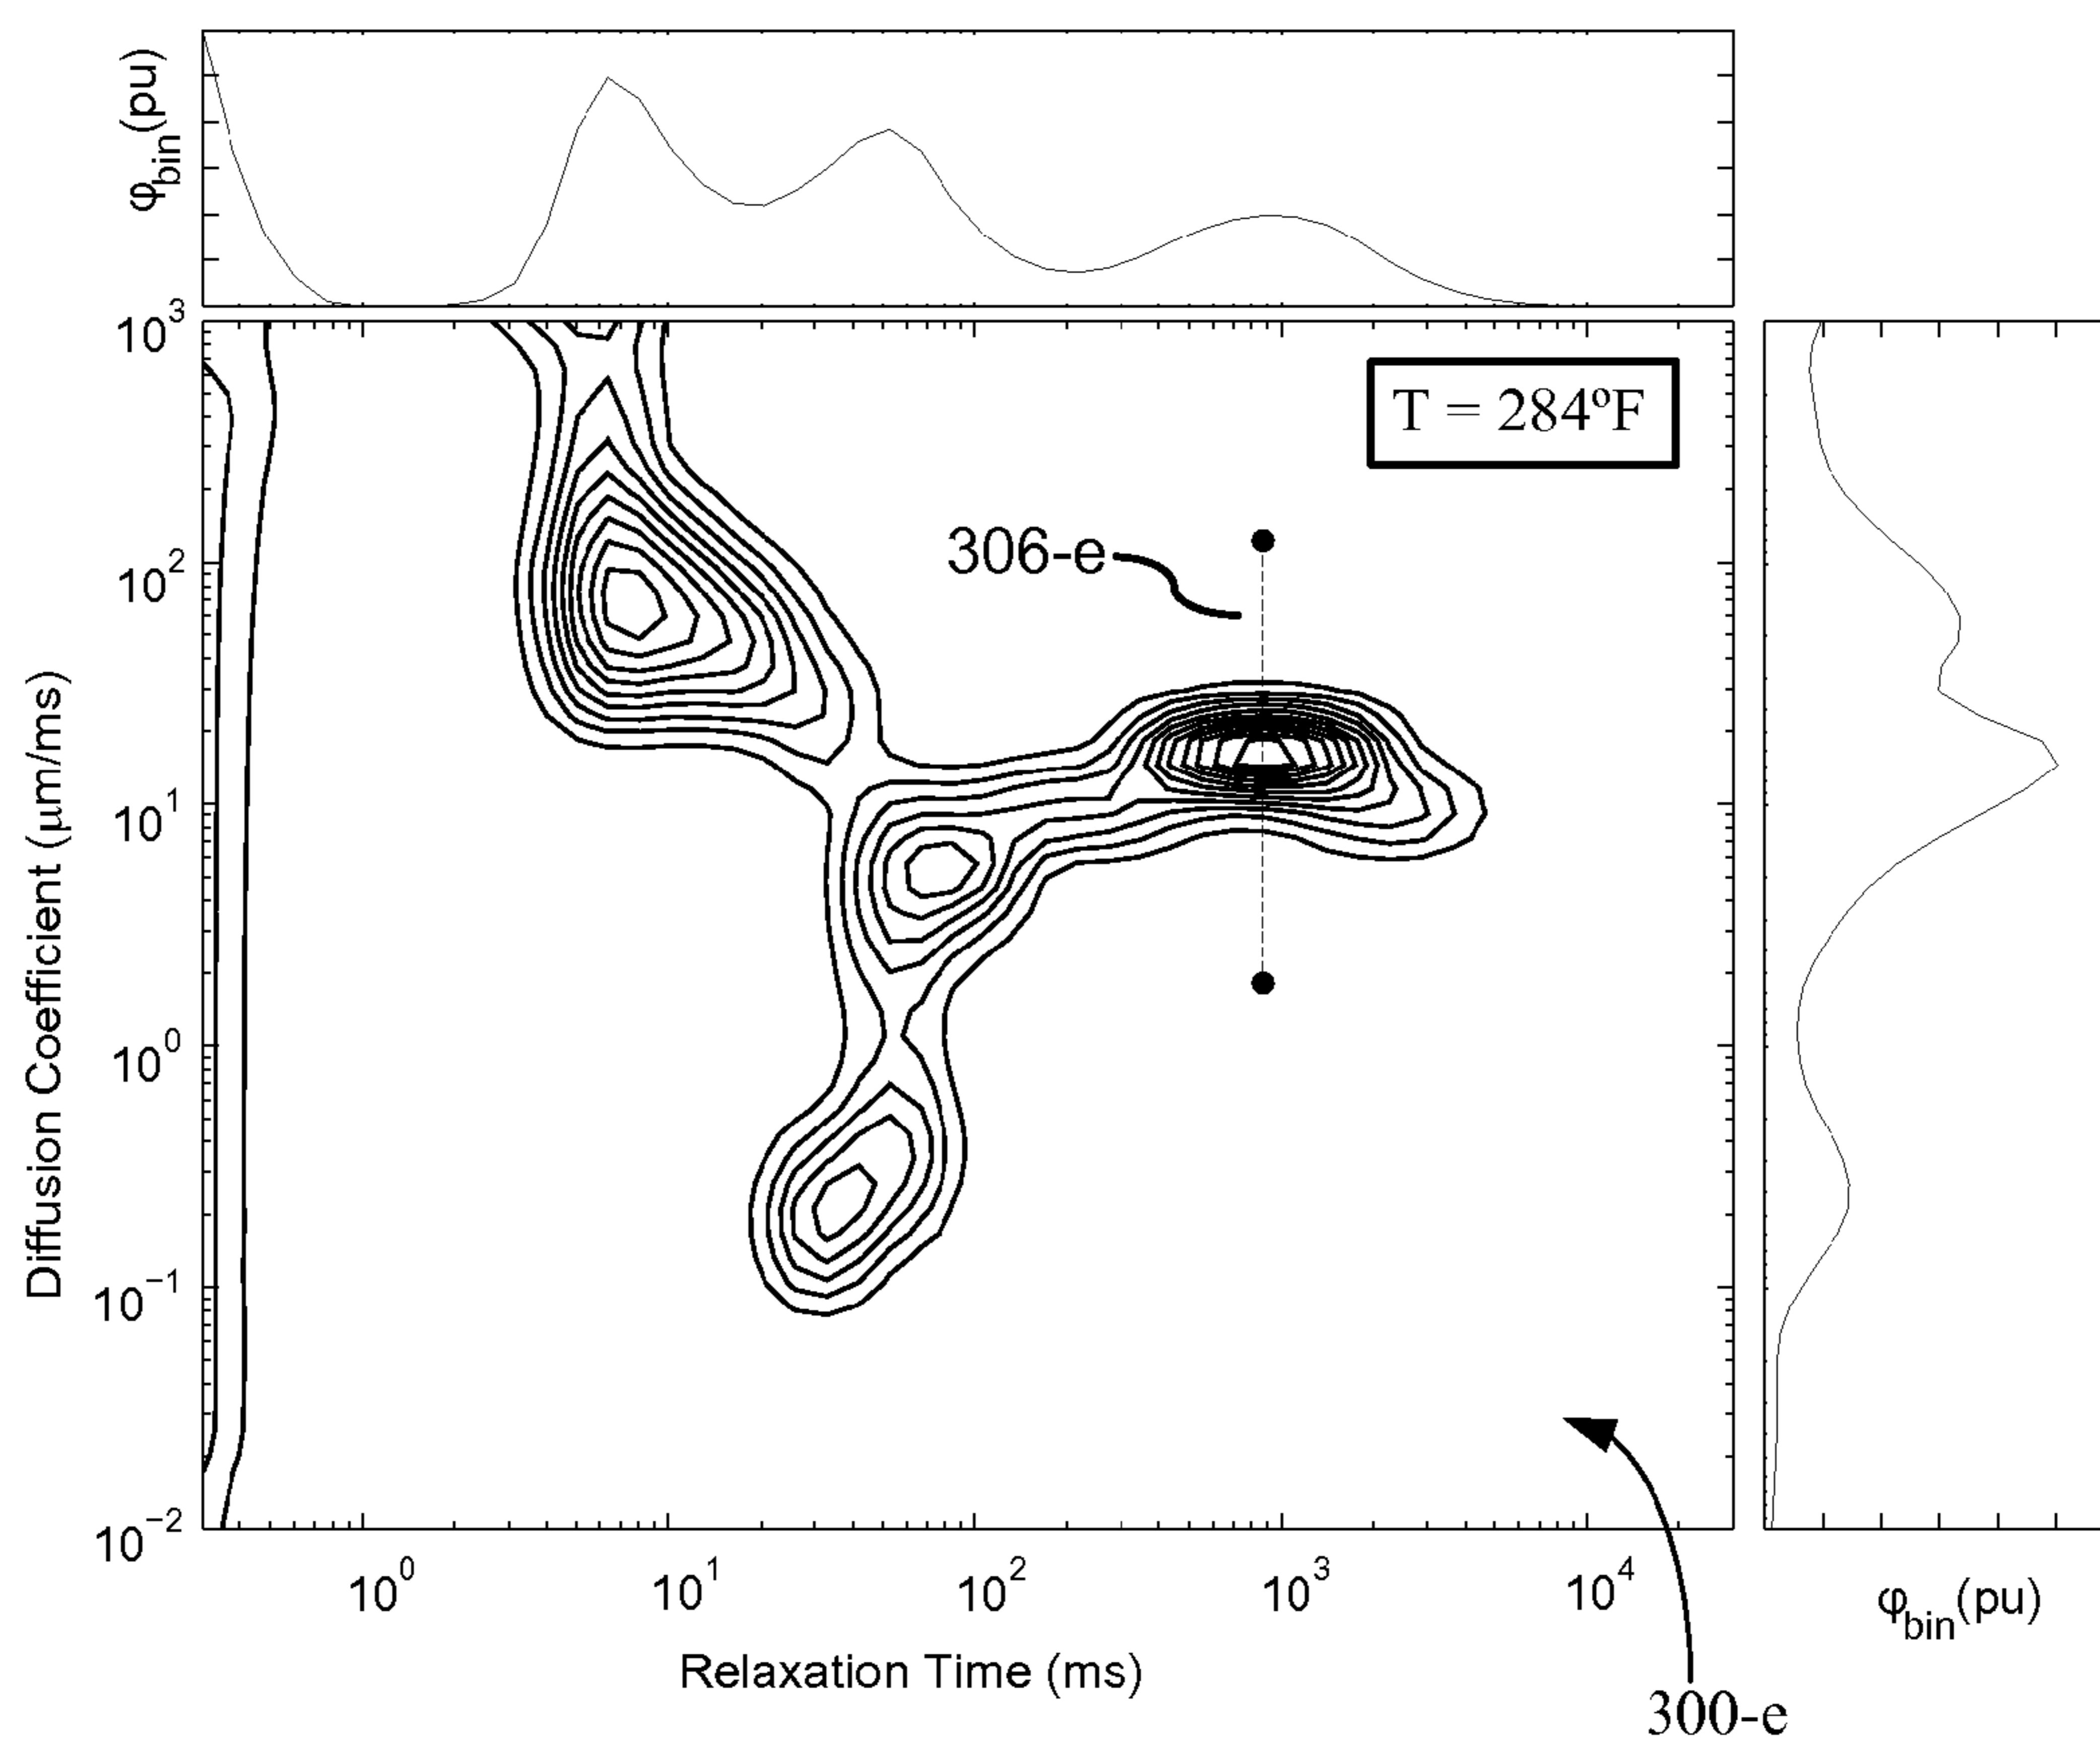 φbin(pu)
10³
T = 284ºF
306-e
10²
10¹
10⁰
10⁻¹
10⁻²
Diffusion Coefficient (μm/ms)
10⁰ 10¹ 10² 10³ 10⁴
Relaxation Time (ms)
φbin(pu)
300-e